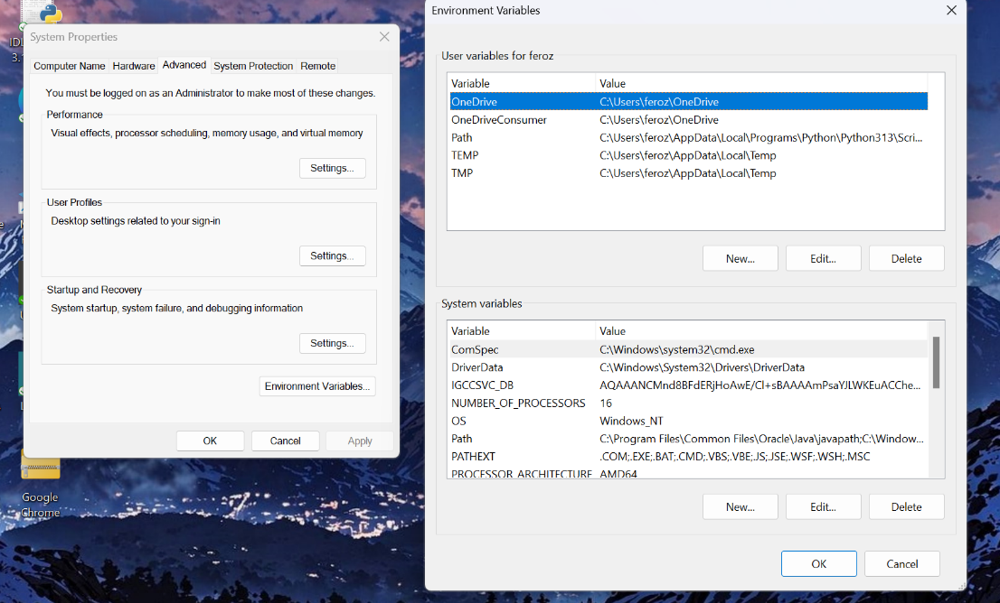 System Properties
Computer Name Hardware Advanced System Protection Remote
You must be logged on as an Administrator to make most of these changes.
Performance
Visual effects, processor scheduling, memory usage, and virtual memory
Settings...
User Profiles
Desktop settings related to your sign-in
Settings...
Startup and Recovery
System startup, system failure, and debugging information
Settings...
Environment Variables...
OK Cancel Apply
Google
Chrome
Environment Variables
User variables for feroz
Variable Value
OneDrive C:\Users\feroz\OneDrive
OneDriveConsumer C:\Users\feroz\OneDrive
Path C:\Users\feroz\AppData\Local\Programs\Python\Python313\Scri...
TEMP C:\Users\feroz\AppData\Local\Temp
TMP C:\Users\feroz\AppData\Local\Temp
New... Edit... Delete
System variables
Variable Value
ComSpec C:\Windows\system32\cmd.exe
DriverData C:\Windows\System32\Drivers\DriverData
IGCCSVC_DB AQAAANCMnd8BFdERjHoAwE/Cl+sBAAAAmPsaYJLWKEuACChe...
NUMBER_OF_PROCESSORS 16
OS Windows_NT
Path C:\Program Files\Common Files\Oracle\Java\javapath;C:\Window...
PATHEXT .COM;.EXE;.BAT;.CMD;.VBS;.VBE;.JS;.JSE;.WSF;.WSH;.MSC
PROCESSOR_ARCHITECTURE AMD64
New... Edit... Delete
OK Cancel